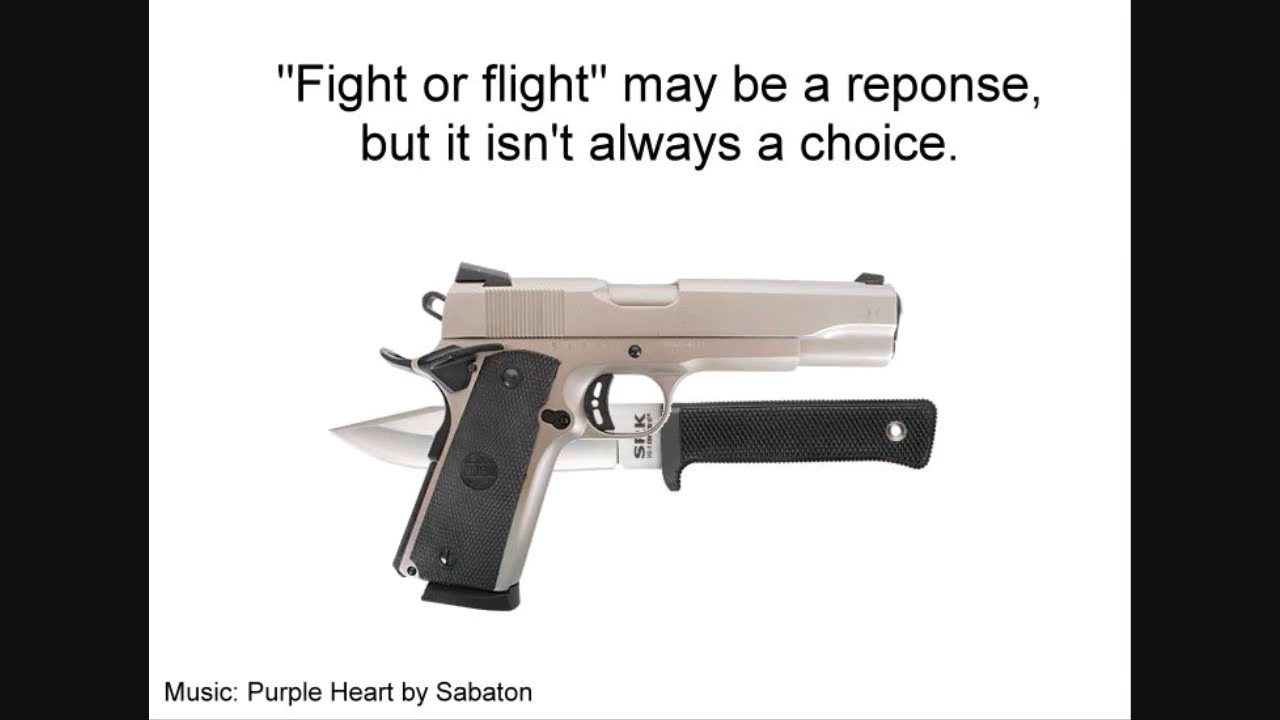 "Fight or flight" may be a reponse,
but it isn't always a choice.
SRK
Music: Purple Heart by Sabaton